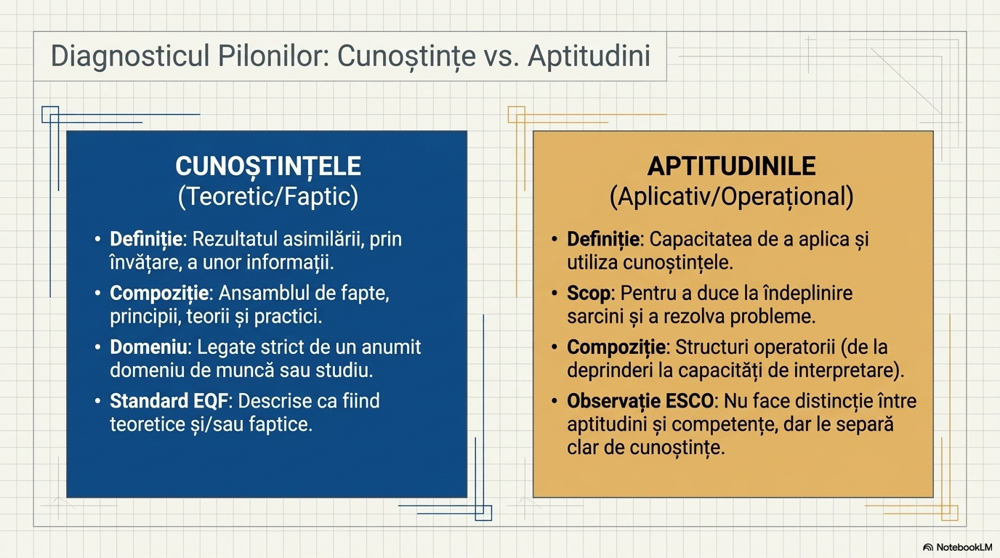 Diagnosticul Pilonilor: Cunoștințe vs. Aptitudini
CUNOȘTINȚELE
(Teoretic/Faptic)
• Definiție: Rezultatul asimilării, prin
învățare, a unor informații.
• Compoziție: Ansamblul de fapte,
principii, teorii și practici.
• Domeniu: Legate strict de un anumit
domeniu de muncă sau studiu.
• Standard EQF: Descrise ca fiind
teoretice și/sau faptice.
APTITUDINILE
(Aplicativ/Operațional)
• Definiție: Capacitatea de a aplica și
utiliza cunoștințele.
• Scop: Pentru a duce la îndeplinire
sarcini și a rezolva probleme.
• Compoziție: Structuri operatorii (de la
deprinderi la capacități de interpretare).
• Observație ESCO: Nu face distincție între
aptitudini și competențe, dar le separă
clar de cunoștințe.
NotebookLM